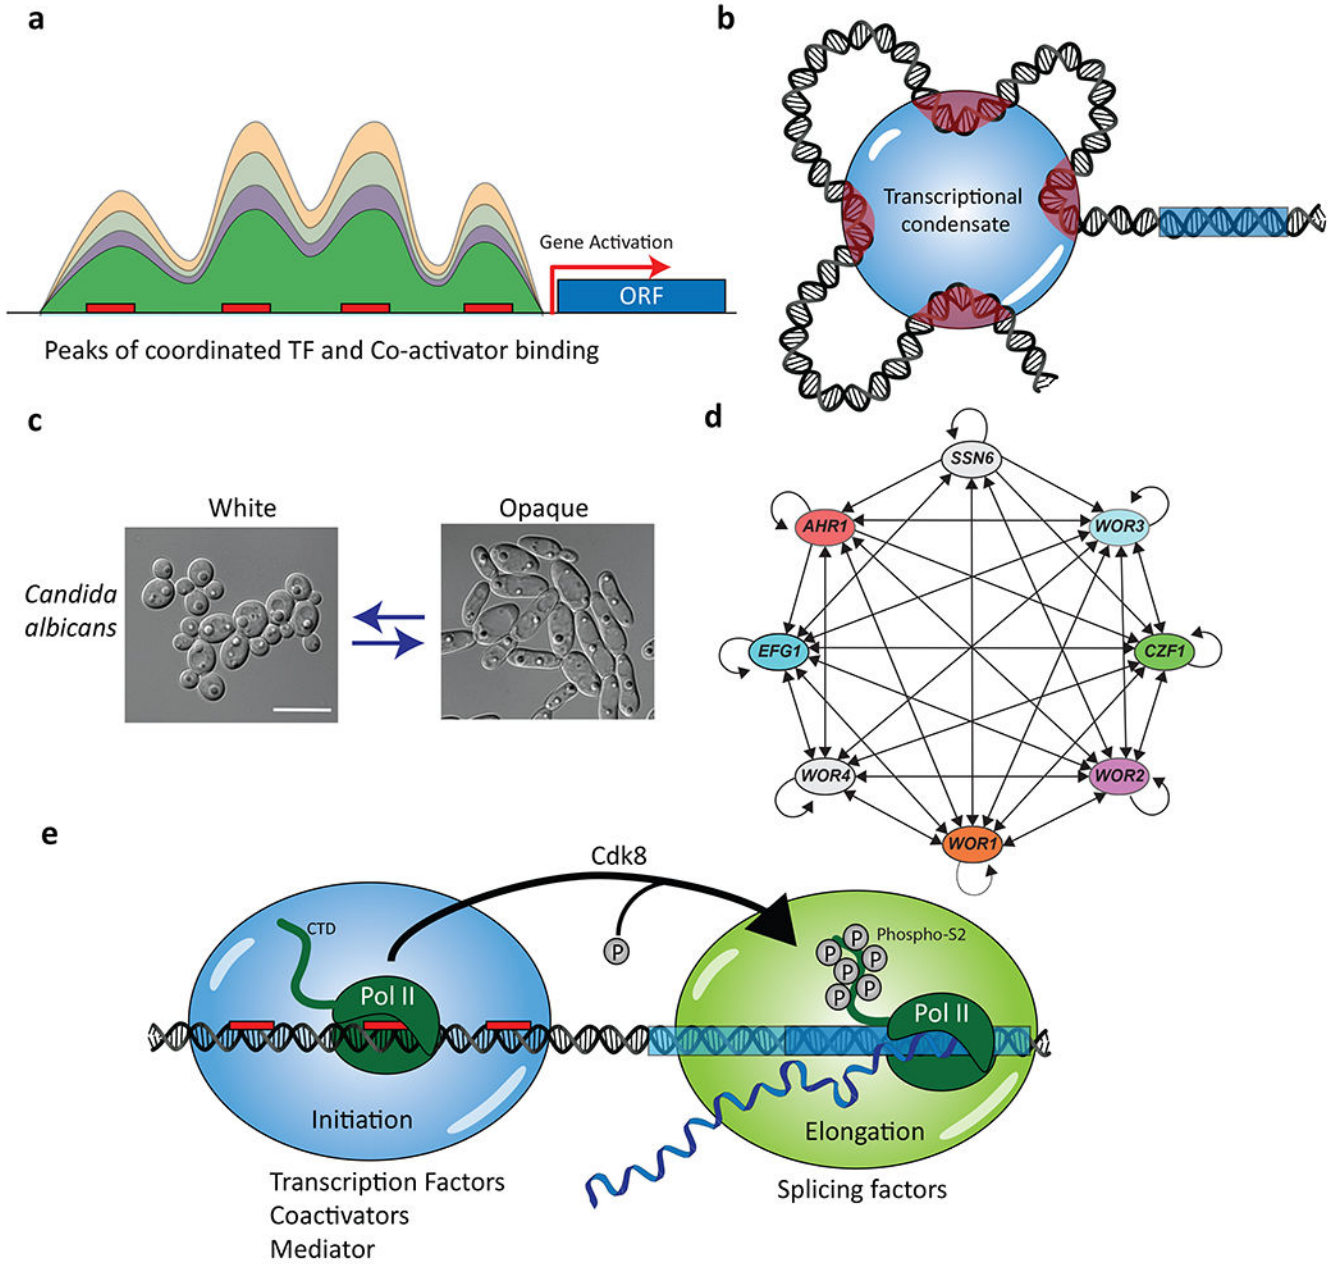 a
Gene Activation
ORF
Peaks of coordinated TF and Co-activator binding
b
Transcriptional
condensate
c
White
Opaque
Candida
albicans
d
SSN6
AHR1
WOR3
EFG1
CZF1
WOR4
WOR2
WOR1
e
Cdk8
CTD
P
P
P
P
P
P
P
Phospho-S2
Pol II
Pol II
Initiation
Elongation
Transcription Factors
Coactivators
Mediator
Splicing factors